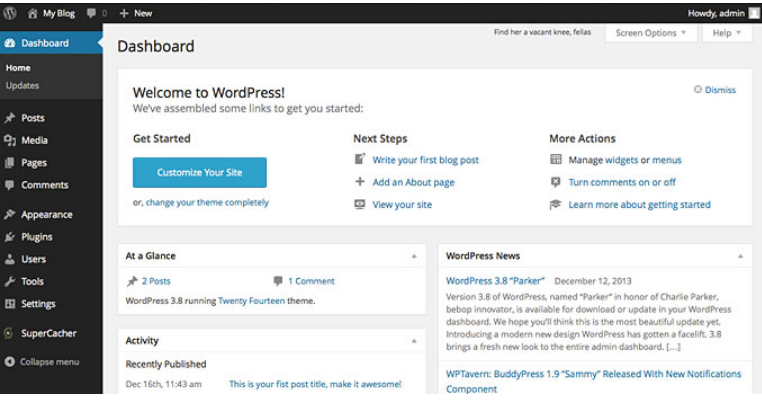 My Blog 0 + New Howdy, admin
Dashboard
Home
Updates
Posts
Media
Pages
Comments
Appearance
Plugins
Users
Tools
Settings
SuperCacher
Collapse menu
Find her a vacant knee, fellas Screen Options Help
Dashboard
Welcome to WordPress!
We've assembled some links to get you started:
Dismiss
Get Started
Customize Your Site
or, change your theme completely
Next Steps
Write your first blog post
Add an About page
View your site
More Actions
Manage widgets or menus
Turn comments on or off
Learn more about getting started
At a Glance
2 Posts 1 Comment
WordPress 3.8 running Twenty Fourteen theme.
Activity
Recently Published
Dec 16th, 11:43 am This is your fist post title, make it awesome!
WordPress News
WordPress 3.8 “Parker” December 12, 2013
Version 3.8 of WordPress, named “Parker” in honor of Charlie Parker,
bebop innovator, is available for download or update in your WordPress
dashboard. We hope you'll think this is the most beautiful update yet.
Introducing a modern new design WordPress has gotten a facelift. 3.8
brings a fresh new look to the entire admin dashboard. [...]
WPTavern: BuddyPress 1.9 “Sammy” Released With New Notifications
Component